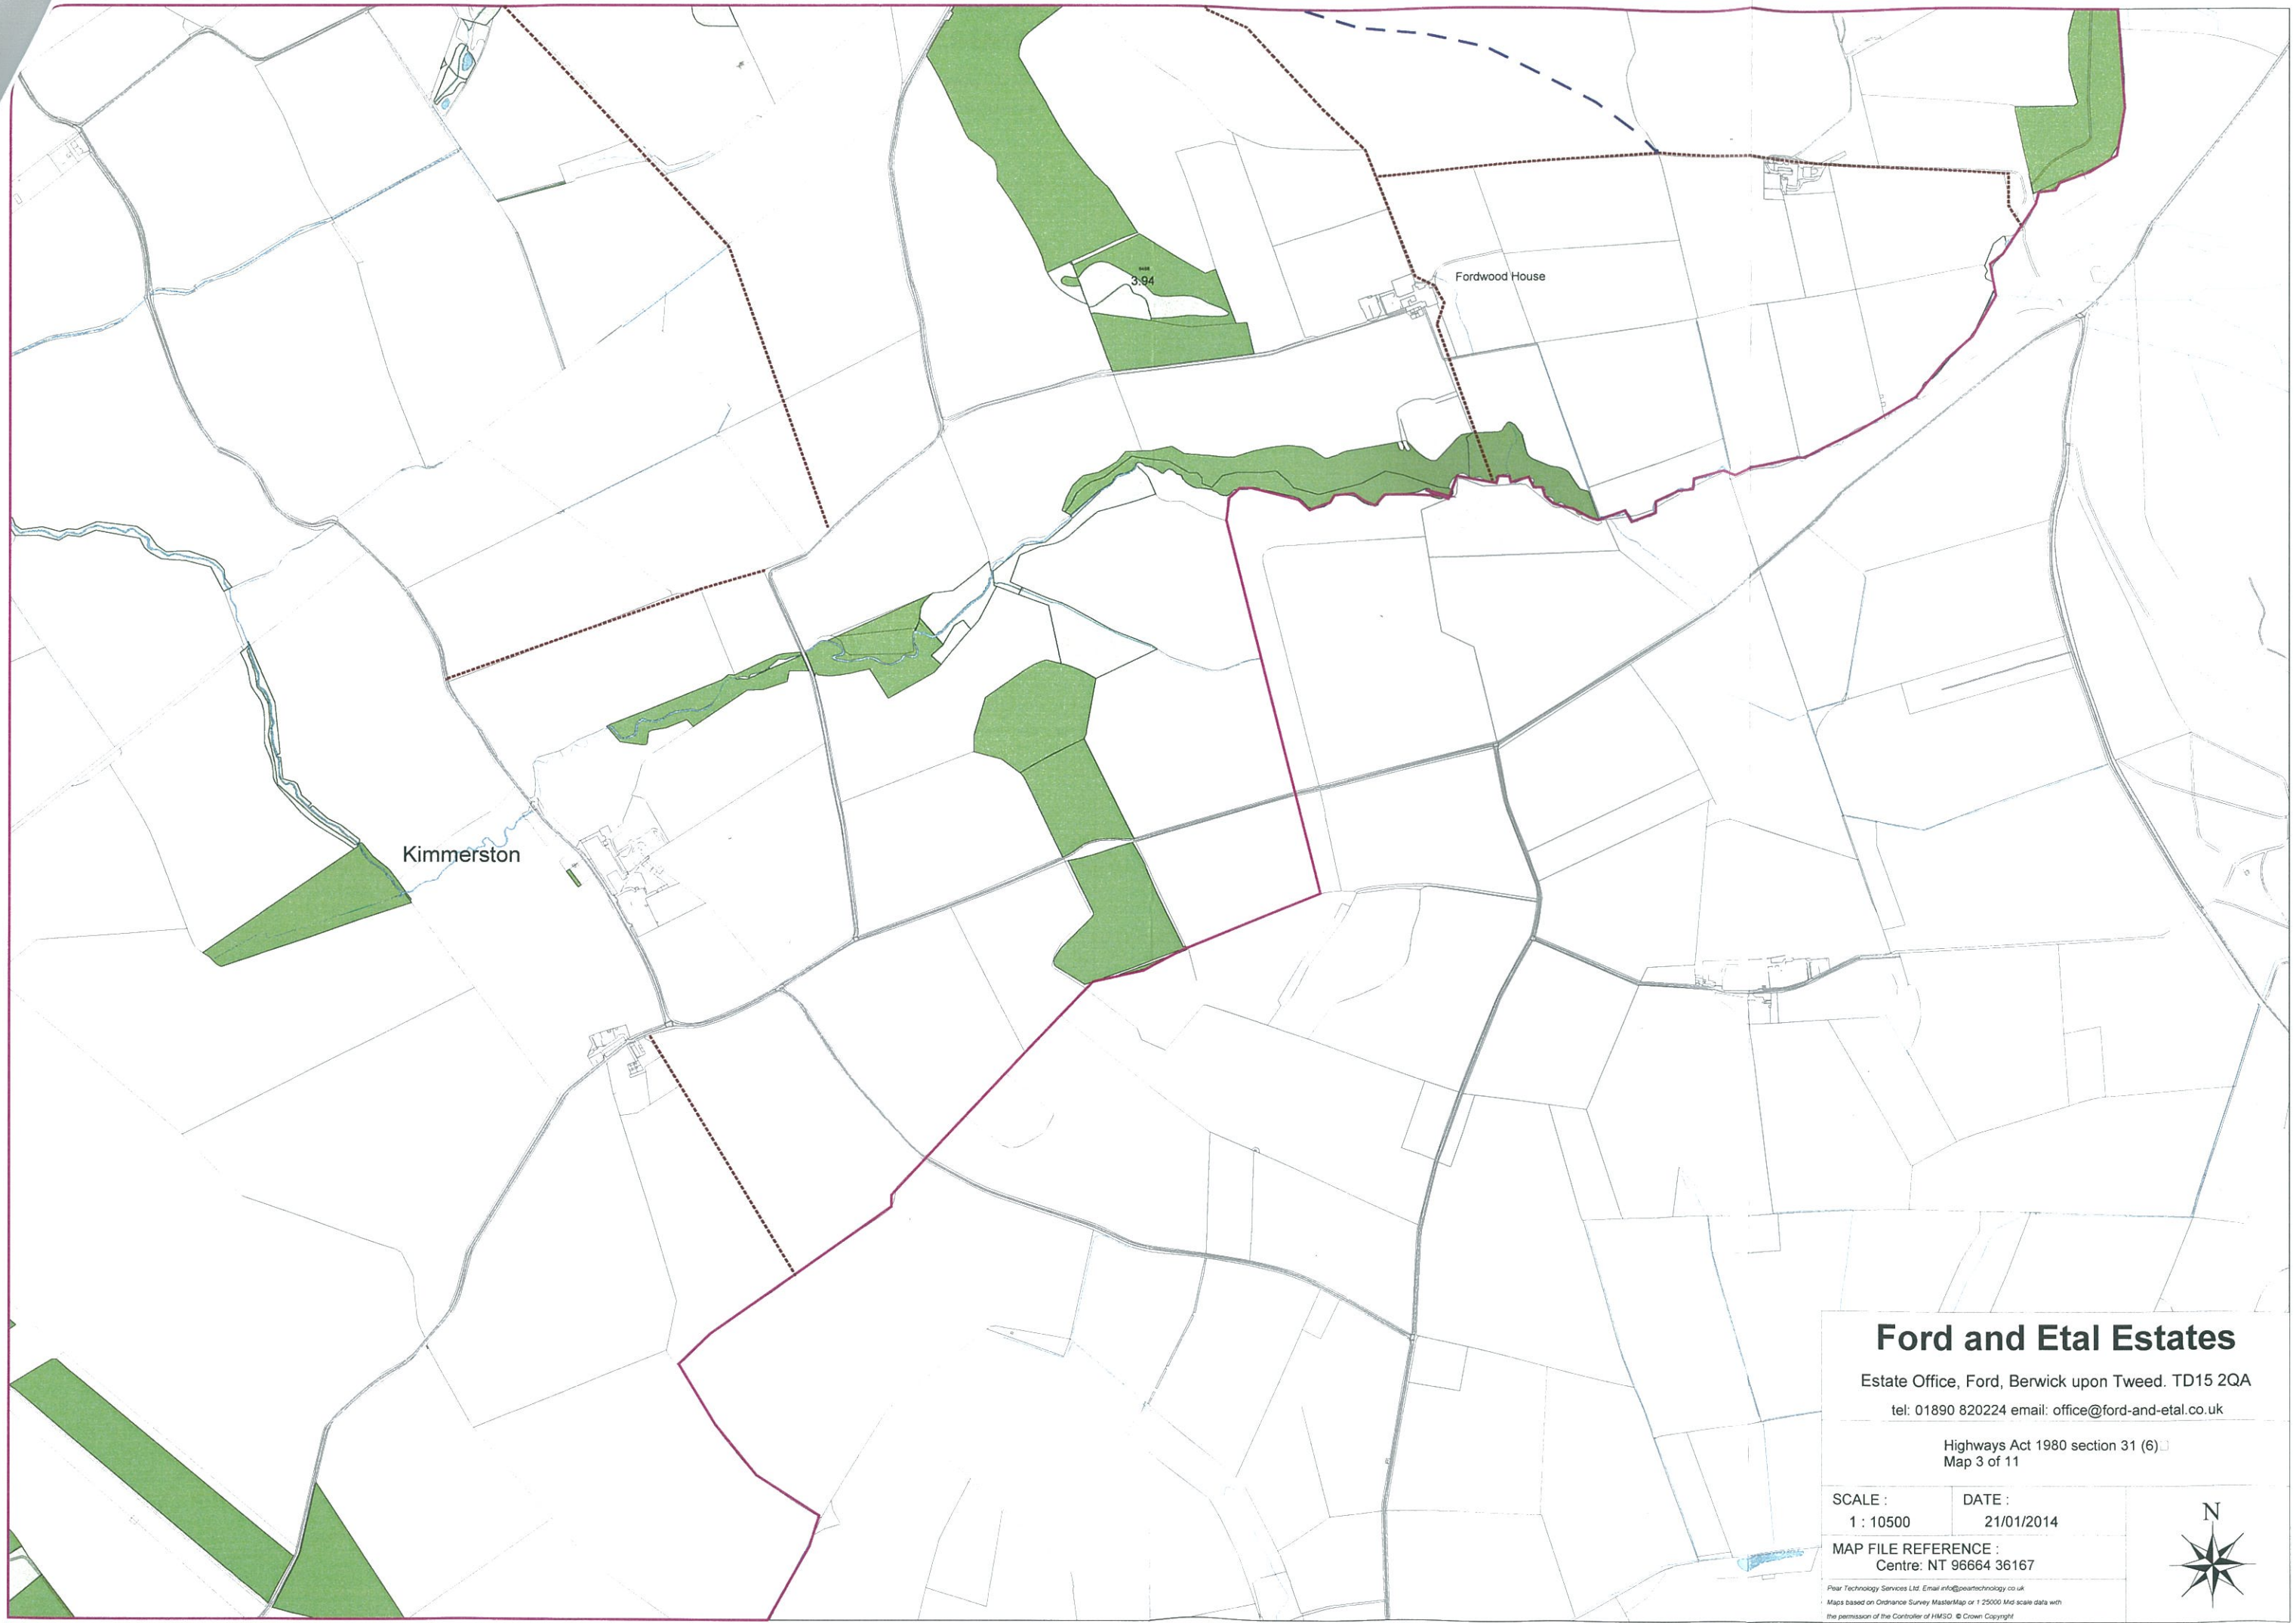 3.94
Fordwood House
Kimmerston
Ford and Etal Estates
Estate Office, Ford, Berwick upon Tweed. TD15 2QA
tel: 01890 820224 email: office@ford-and-etal.co.uk
Highways Act 1980 section 31 (6)
Map 3 of 11
SCALE :
1 : 10500
DATE :
21/01/2014
MAP FILE REFERENCE :
Centre: NT 96664 36167
N
Pear Technology Services Ltd. Email info@peartechnology.co.uk
Maps based on Ordnance Survey MasterMap or 1:25000 Mid-scale data with
the permission of the Controller of HMSO. © Crown Copyright